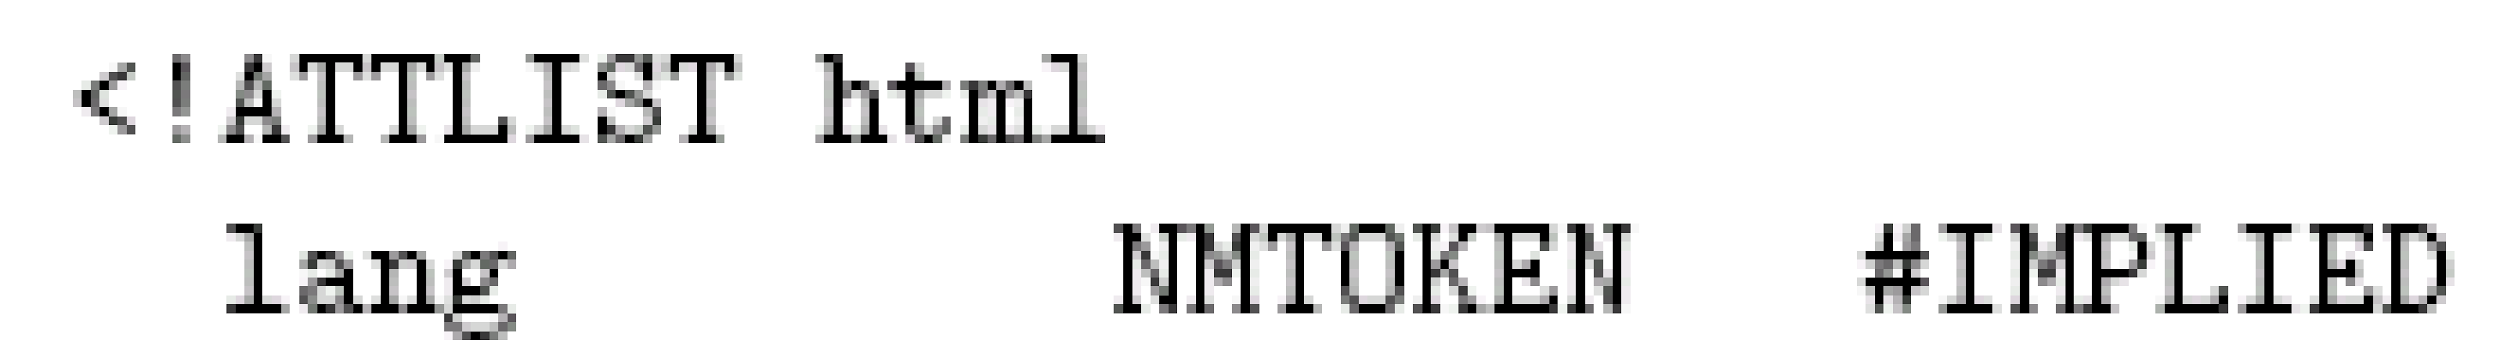 <!ATTLIST html
lang NMTOKEN #IMPLIED